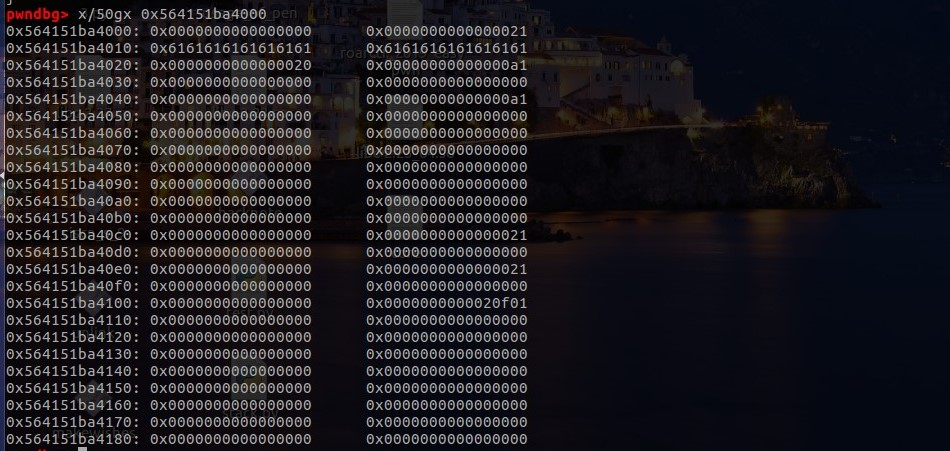 pwndbg> x/50gx 0x564151ba4000
0x564151ba4000: 0x0000000000000000 0x0000000000000021
0x564151ba4010: 0x6161616161616161 0x6161616161616161
0x564151ba4020: 0x0000000000000020 0x00000000000000a1
0x564151ba4030: 0x0000000000000000 0x0000000000000000
0x564151ba4040: 0x0000000000000000 0x00000000000000a1
0x564151ba4050: 0x0000000000000000 0x0000000000000000
0x564151ba4060: 0x0000000000000000 0x0000000000000000
0x564151ba4070: 0x0000000000000000 0x0000000000000000
0x564151ba4080: 0x0000000000000000 0x0000000000000000
0x564151ba4090: 0x0000000000000000 0x0000000000000000
0x564151ba40a0: 0x0000000000000000 0x0000000000000000
0x564151ba40b0: 0x0000000000000000 0x0000000000000000
0x564151ba40c0: 0x0000000000000000 0x0000000000000021
0x564151ba40d0: 0x0000000000000000 0x0000000000000000
0x564151ba40e0: 0x0000000000000000 0x0000000000000021
0x564151ba40f0: 0x0000000000000000 0x0000000000000000
0x564151ba4100: 0x0000000000000000 0x0000000000020f01
0x564151ba4110: 0x0000000000000000 0x0000000000000000
0x564151ba4120: 0x0000000000000000 0x0000000000000000
0x564151ba4130: 0x0000000000000000 0x0000000000000000
0x564151ba4140: 0x0000000000000000 0x0000000000000000
0x564151ba4150: 0x0000000000000000 0x0000000000000000
0x564151ba4160: 0x0000000000000000 0x0000000000000000
0x564151ba4170: 0x0000000000000000 0x0000000000000000
0x564151ba4180: 0x0000000000000000 0x0000000000000000